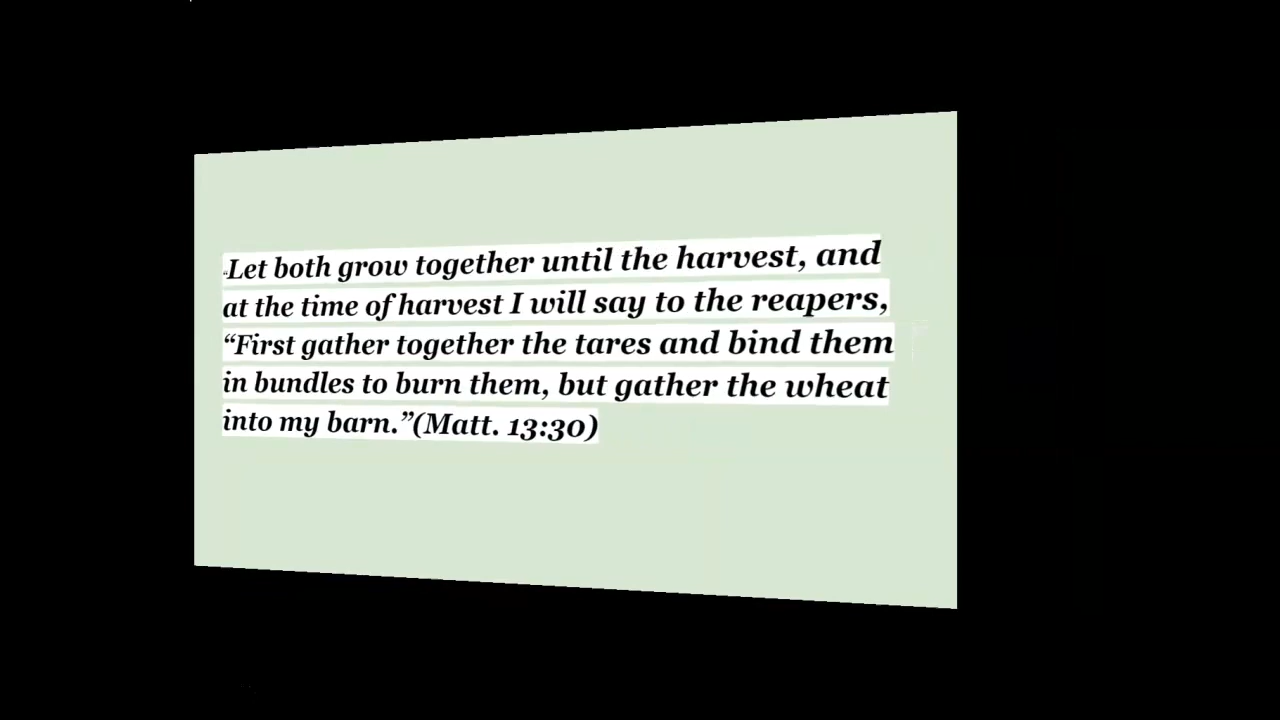 Let both grow together until the harvest, and
at the time of harvest I will say to the reapers,
“First gather together the tares and bind them
in bundles to burn them, but gather the wheat
into my barn.”(Matt. 13:30)